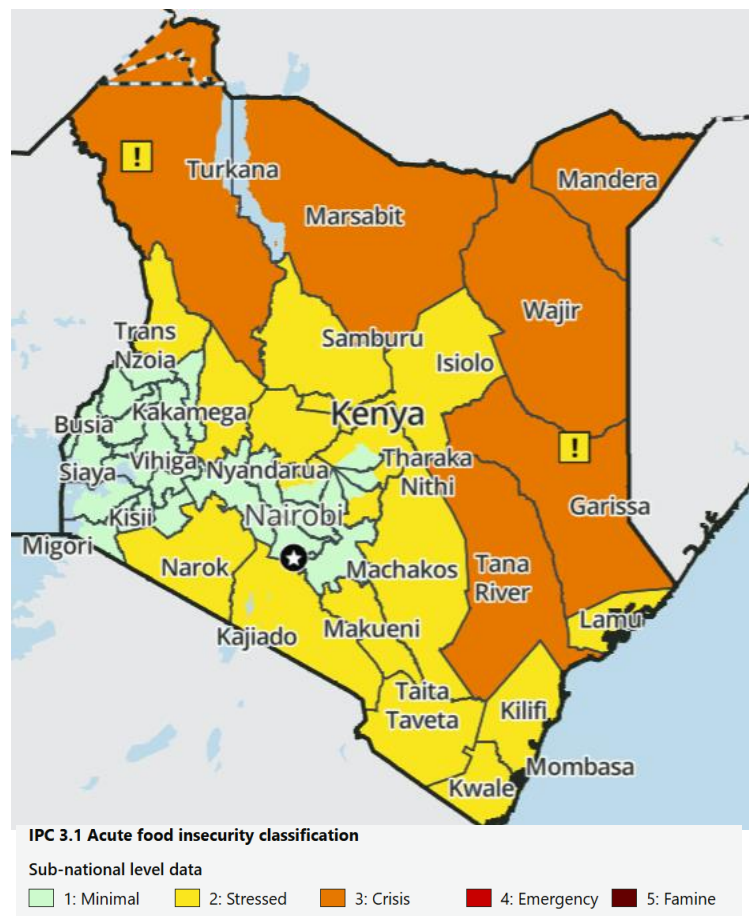 !
Turkana
Mandera
Marsabit
Wajir
Trans
Nzoia
Samburu
Isiolo
Busia
Kakamega
Kenya
!
Siaya
Vihiga
Nyandarua
Tharaka
Nithi
Garissa
Kisii
Nairobi
Migori
Narok
Machakos
Tana
River
Lamu
Kajiado
Makueni
Taita
Taveta
Kilifi
Mombasa
Kwale
IPC 3.1 Acute food insecurity classification
Sub-national level data
1: Minimal 2: Stressed 3: Crisis 4: Emergency 5: Famine